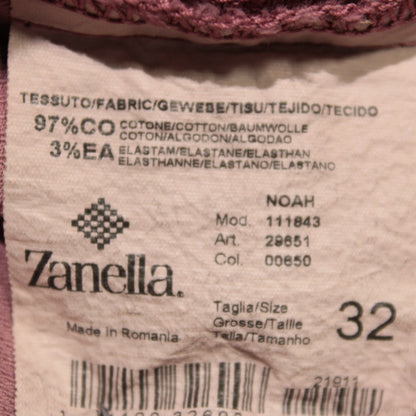 TESSUTO/FABRIC/GEWEBE/TISU/TEJIDO/TECIDO
97%CO COTONE/COTTON/BAUMWOLLE
COTON/ALGODON/ALGODAO
3%EA ELASTAM/ELASTANE/ELASTHAN
ELASTHANNE/ELASTANO/ELASTANO
NOAH
Mod. 111843
Art. 29651
Col. 00650
Zanella.
Taglia/Size
Grosse/Taille
Talla/Tamanho
32
Made in Romania
21911